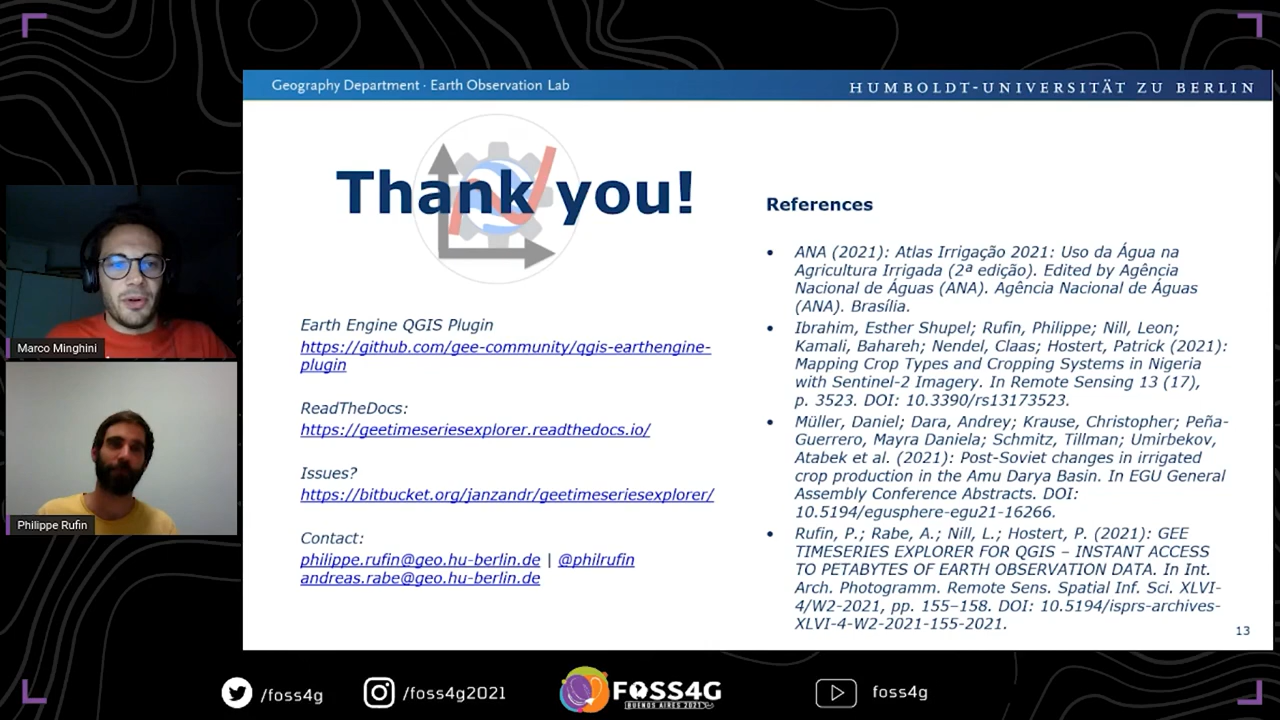 Geography Department · Earth Observation Lab
HUMBOLDT-UNIVERSITÄT ZU BERLIN
Thank you!
Earth Engine QGIS Plugin
https://github.com/gee-community/qgis-earthengine-
plugin
ReadTheDocs:
https://geetimeseriesexplorer.readthedocs.io/
Issues?
https://bitbucket.org/janzandr/geetimeseriesexplorer/
Contact:
philippe.rufin@geo.hu-berlin.de | @philrufin
andreas.rabe@geo.hu-berlin.de
References
• ANA (2021): Atlas Irrigação 2021: Uso da Água na
Agricultura Irrigada (2ª edição). Edited by Agência
Nacional de Águas (ANA). Agência Nacional de Águas
(ANA). Brasília.
• Ibrahim, Esther Shupel; Rufin, Philippe; Nill, Leon;
Kamali, Bahareh; Nendel, Claas; Hostert, Patrick (2021):
Mapping Crop Types and Cropping Systems in Nigeria
with Sentinel-2 Imagery. In Remote Sensing 13 (17),
p. 3523. DOI: 10.3390/rs13173523.
• Müller, Daniel; Dara, Andrey; Krause, Christopher; Peña-
Guerrero, Mayra Daniela; Schmitz, Tillman; Umirbekov,
Atabek et al. (2021): Post-Soviet changes in irrigated
crop production in the Amu Darya Basin. In EGU General
Assembly Conference Abstracts. DOI:
10.5194/egusphere-egu21-16266.
• Rufin, P.; Rabe, A.; Nill, L.; Hostert, P. (2021): GEE
TIMESERIES EXPLORER FOR QGIS – INSTANT ACCESS
TO PETABYTES OF EARTH OBSERVATION DATA. In Int.
Arch. Photogramm. Remote Sens. Spatial Inf. Sci. XLVI-
4/W2-2021, pp. 155–158. DOI: 10.5194/isprs-archives-
XLVI-4-W2-2021-155-2021.
13
Marco Minghini
Philippe Rufin
/foss4g
/foss4g2021
FOSS4G
BUENOS AIRES 2021
foss4g